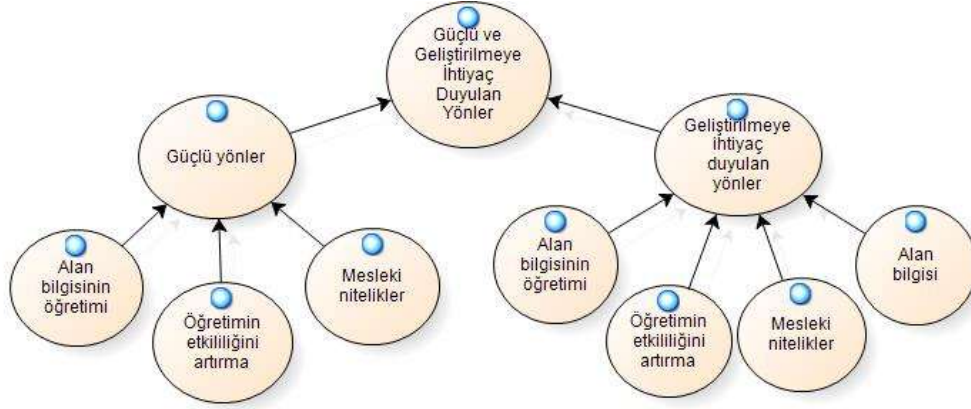 Güçlü ve
Geliştirilmeye
İhtiyaç
Duyulan
Yönler
Güçlü yönler
Geliştirilmeye
ihtiyaç
duyulan
yönler
Alan
bilgisinin
öğretimi
Öğretimin
etkililiğini
artırma
Mesleki
nitelikler
Alan
bilgisinin
öğretimi
Öğretimin
etkililiğini
artırma
Mesleki
nitelikler
Alan
bilgisi